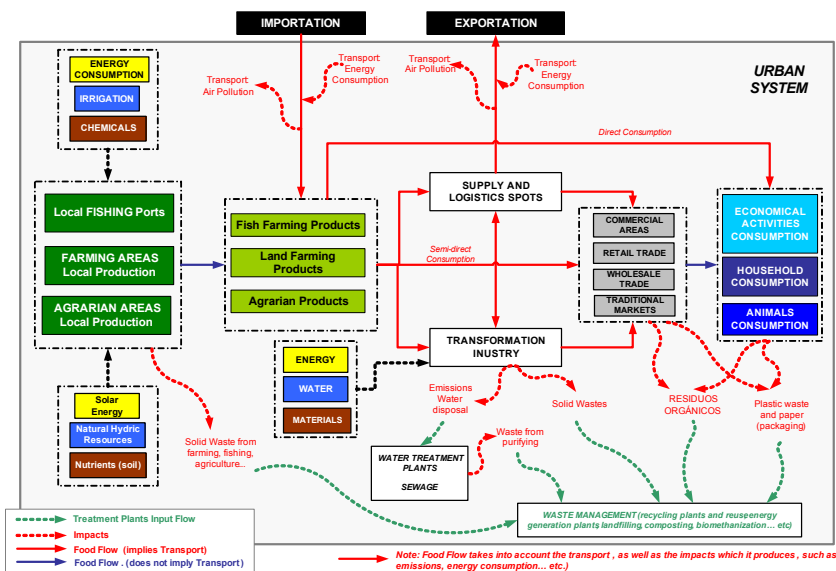 IMPORTATION
EXPORTATION
URBAN
SYSTEM
ENERGY
CONSUMPTION
IRRIGATION
CHEMICALS
Transport:
Air Pollution
Transport:
Energy
Consumption
Transport:
Air Pollution
Transport:
Energy
Consumption
Direct Consumption
Local FISHING Ports
FARMING AREAS
Local Production
AGRARIAN AREAS
Local Production
Fish Farming Products
Land Farming
Products
Agrarian Products
SUPPLY AND
LOGISTICS SPOTS
Semi-direct
Consumption
TRANSFORMATION
INUSTRY
COMMERCIAL
AREAS
RETAIL TRADE
WHOLESALE
TRADE
TRADITIONAL
MARKETS
ECONOMICAL
ACTIVITIES
CONSUMPTION
HOUSEHOLD
CONSUMPTION
ANIMALS
CONSUMPTION
Solar
Energy
Natural Hydric
Resources
Nutrients (soil)
Solid Waste from
farming, fishing,
agriculture...
ENERGY
WATER
MATERIALS
Emissions
Water
disposal
Solid Wastes
RESIDUOS
ORGÁNICOS
Plastic waste
and paper
(packaging)
WATER TREATMENT
PLANTS
SEWAGE
Waste from
purifying
WASTE MANAGEMENT (recycling plants and reuse, energy
generation plants, landfilling, composting, biomethanization... etc)
Treatment Plants Input Flow
Impacts
Food Flow (implies Transport)
Food Flow . (does not imply Transport)
Note: Food Flow takes into account the transport , as well as the impacts which it produces , such as
emissions, energy consumption... etc.)